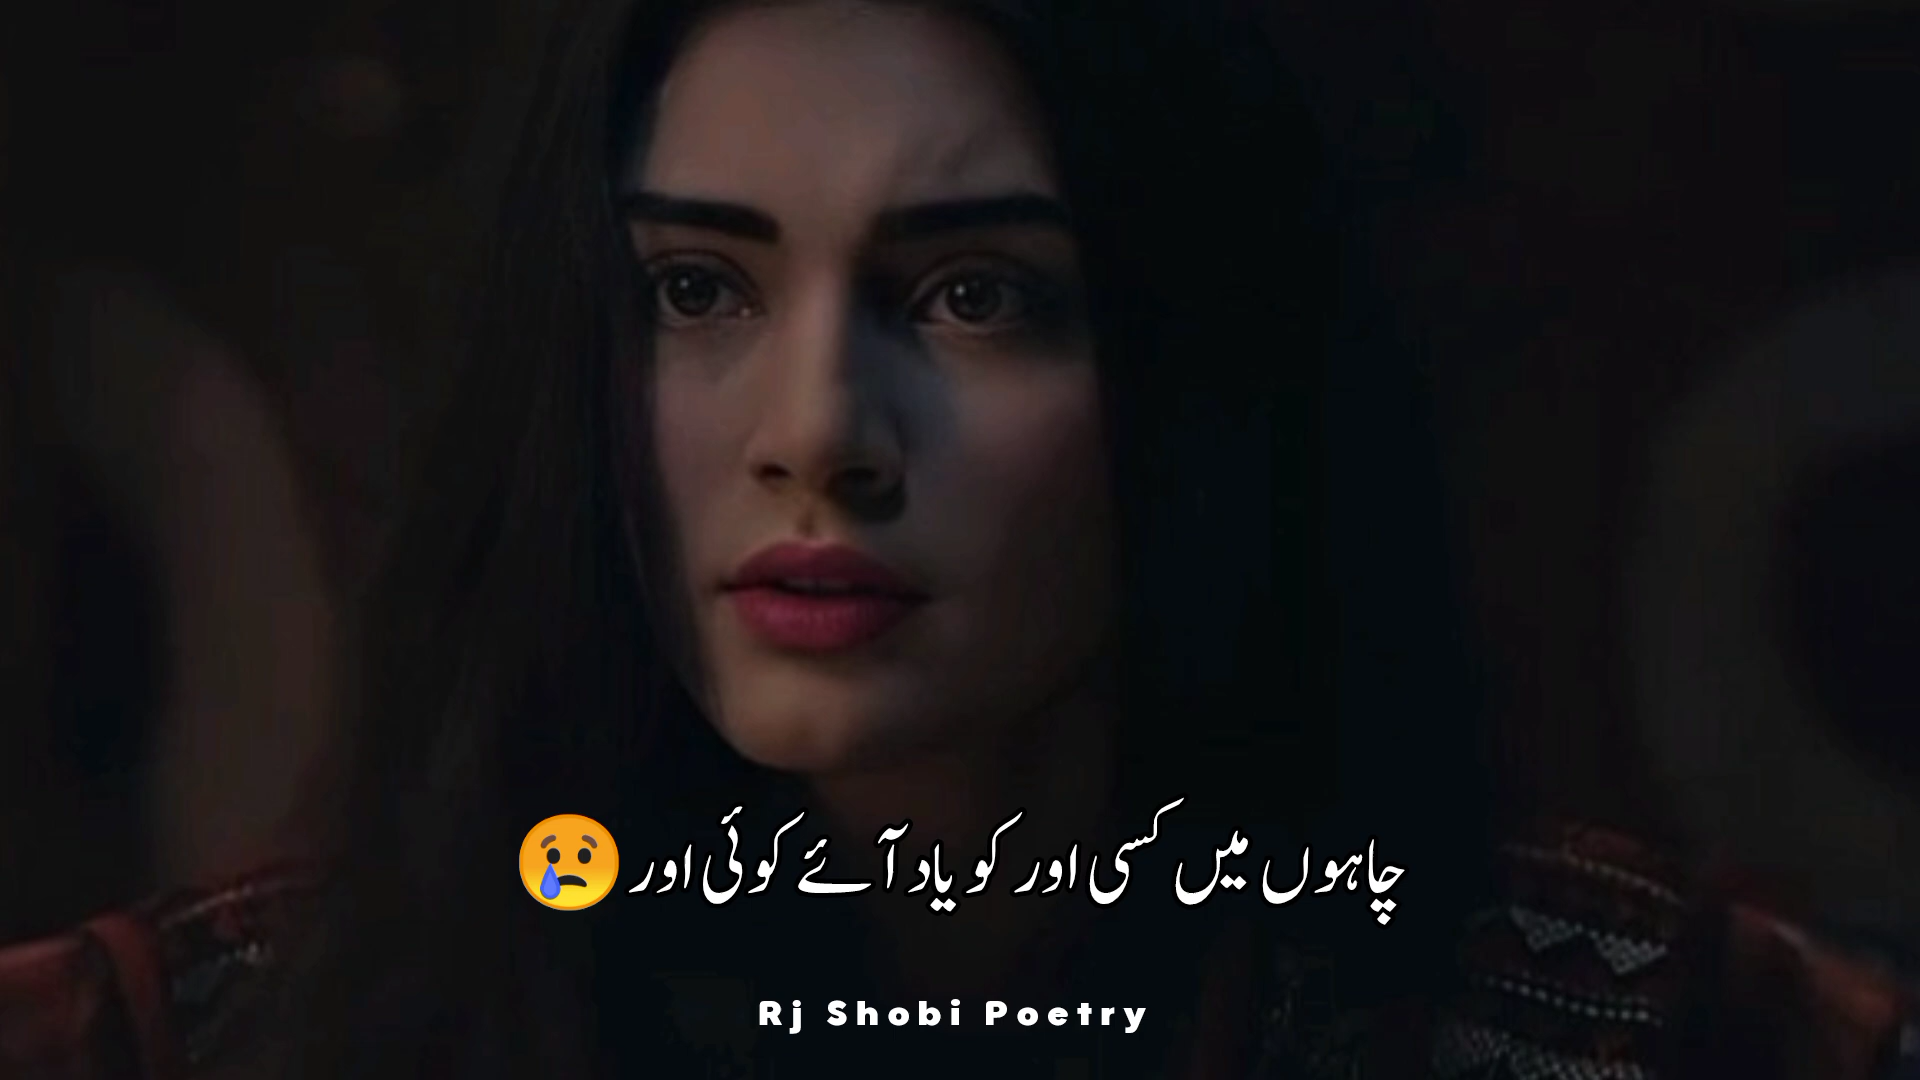 چاہوں میں کسی اور کو یاد آئے کوئی اور 😢
Rj Shobi Poetry